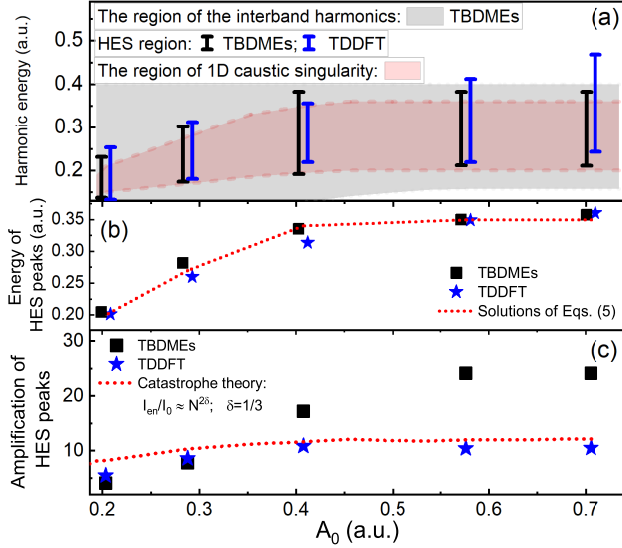 The region of the interband harmonics: TBDMEs (a)
HES region: TBDMEs; TDDFT
The region of 1D caustic singularity:
Harmonic energy (a.u.)
0.5
0.4
0.3
0.2
(b)
Energy of
HES peaks (a.u.)
0.35
0.30
0.25
0.20
TBDMEs
TDDFT
Solutions of Eqs. (5)
(c)
Amplification of
HES peaks
25
10
TBDMEs
TDDFT
Catastrophe theory:
I_en/I_0 ≈ N^{2δ}; δ=1/3
0.2 0.3 0.4 0.5 0.6 0.7
A_0 (a.u.)